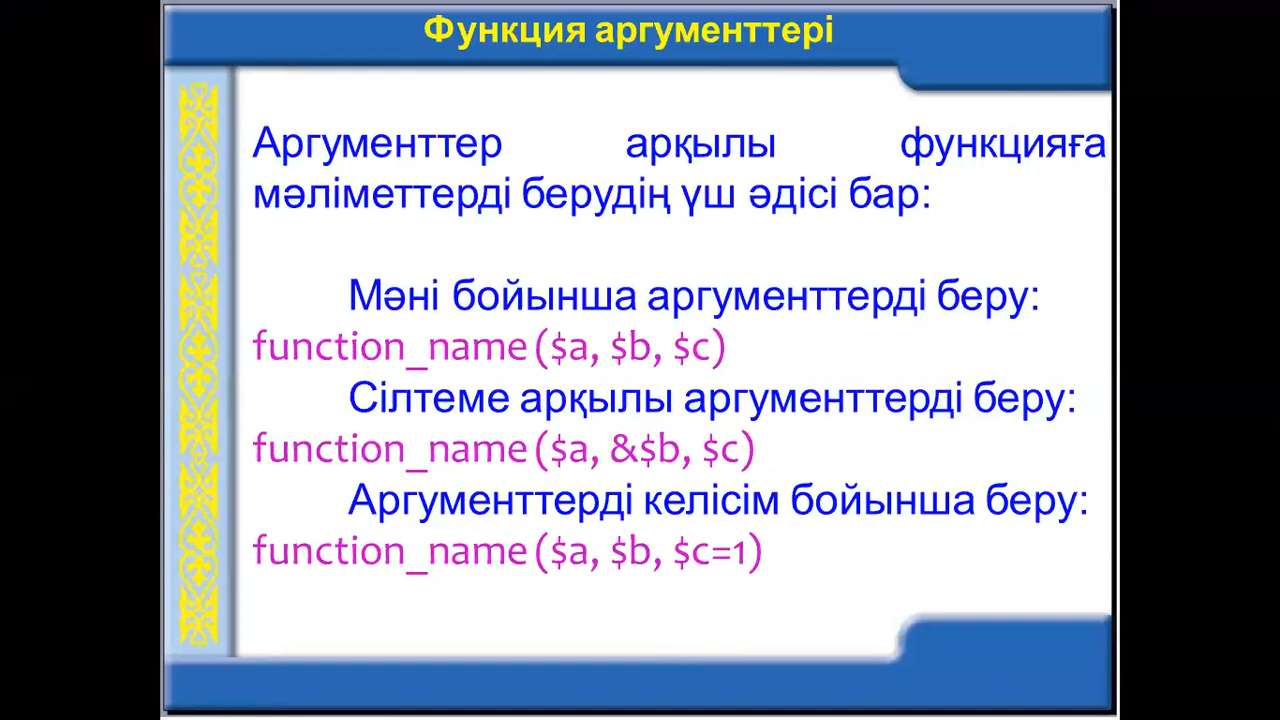 Функция аргументтері
Аргументтер арқылы функцияға
мәліметтерді берудің үш әдісі бар:
Мәні бойынша аргументтерді беру:
function_name($a, $b, $c)
Сілтеме арқылы аргументтерді беру:
function_name($a, &$b, $c)
Аргументтерді келісім бойынша беру:
function_name($a, $b, $c=1)